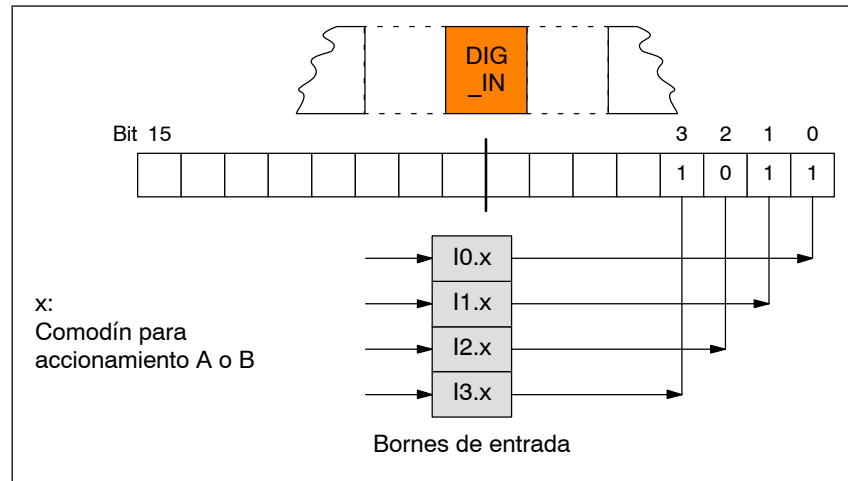 DIG
_IN
Bit 15 3 2 1 0
1 0 1 1
I0.x
I1.x
I2.x
I3.x
x:
Comodín para
accionamiento A o B
Bornes de entrada